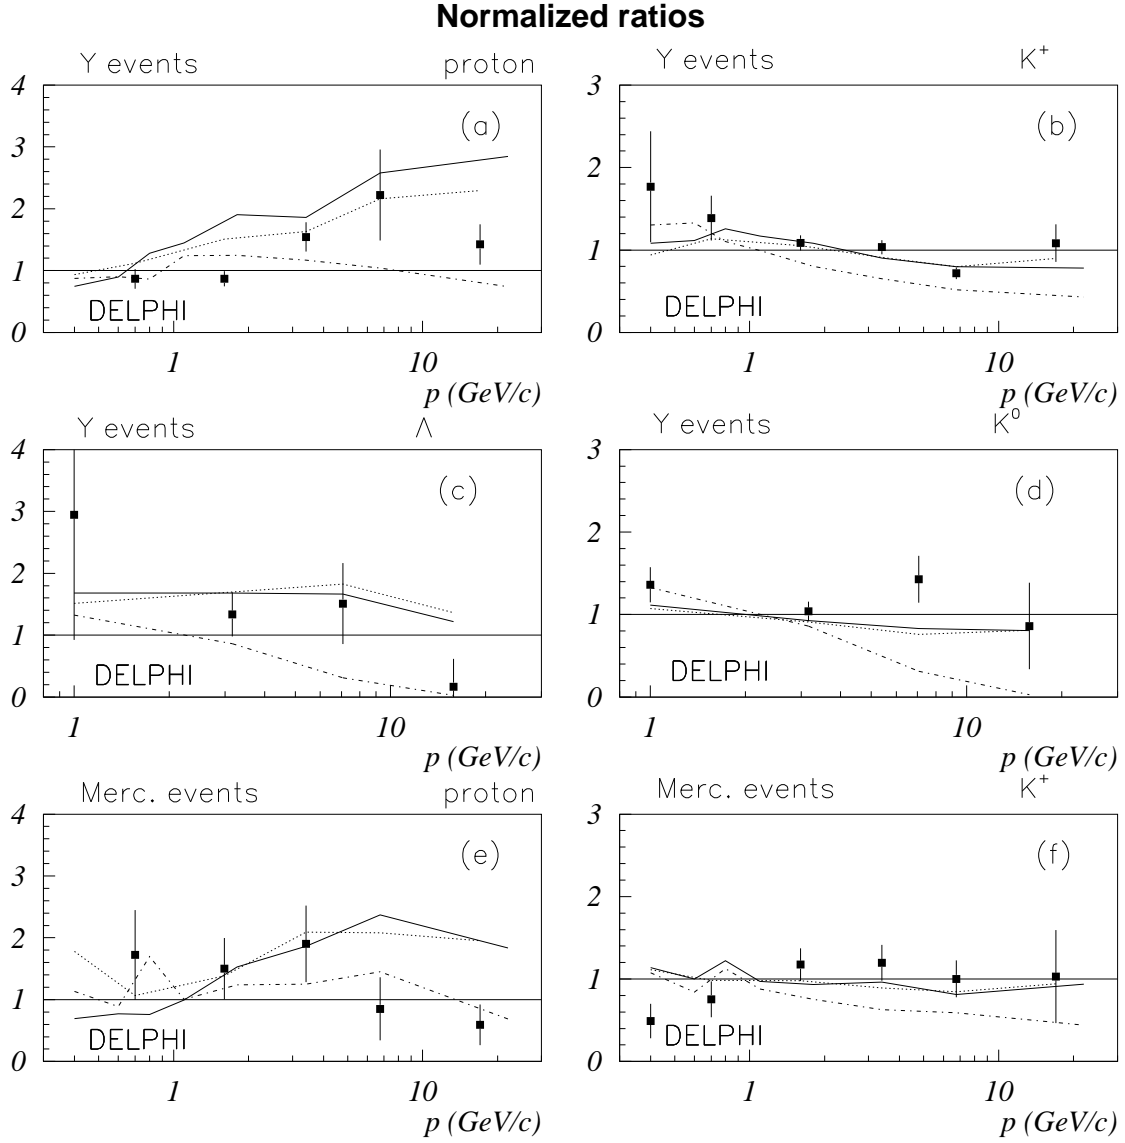 Normalized ratios
Y events proton
4
3
2
1
0
(a)
DELPHI
1 10
p (GeV/c)
Y events K+
3
2
1
0
(b)
DELPHI
1 10
p (GeV/c)
Y events Λ
4
3
2
1
0
(c)
DELPHI
1 10
p (GeV/c)
Y events K0
3
2
1
0
(d)
DELPHI
1 10
p (GeV/c)
Merc. events proton
4
3
2
1
0
(e)
DELPHI
1 10
p (GeV/c)
Merc. events K+
3
2
1
0
(f)
DELPHI
1 10
p (GeV/c)